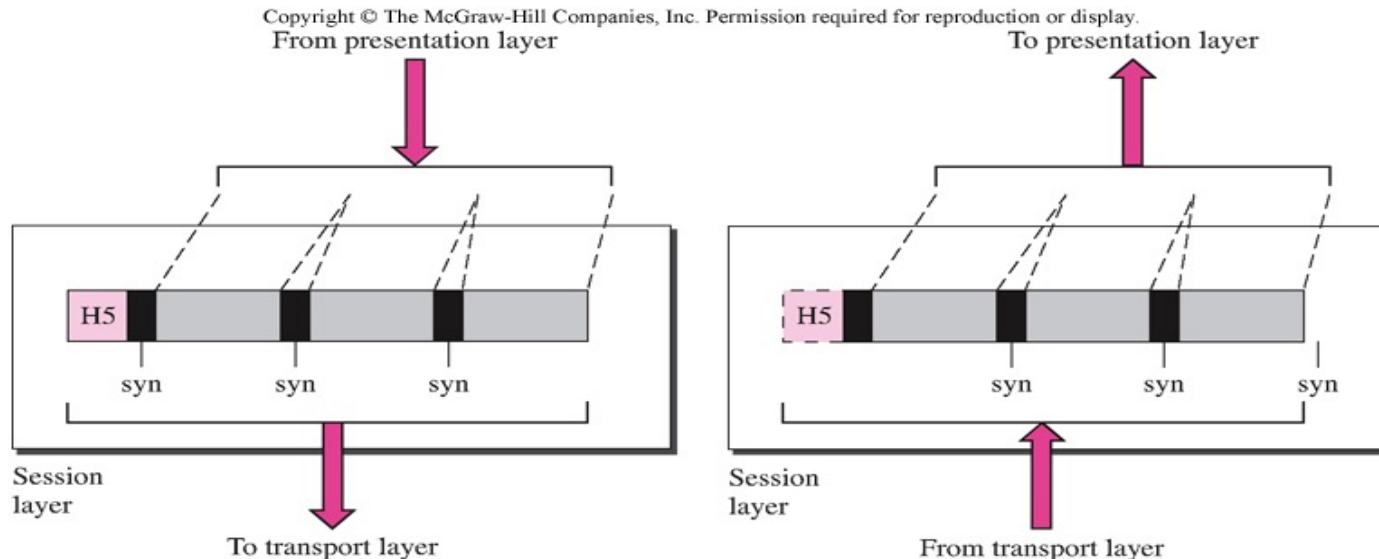 Copyright © The McGraw-Hill Companies, Inc. Permission required for reproduction or display.
From presentation layer
To presentation layer
H5
H5
syn
syn
syn
syn
syn
syn
Session
layer
Session
layer
To transport layer
From transport layer